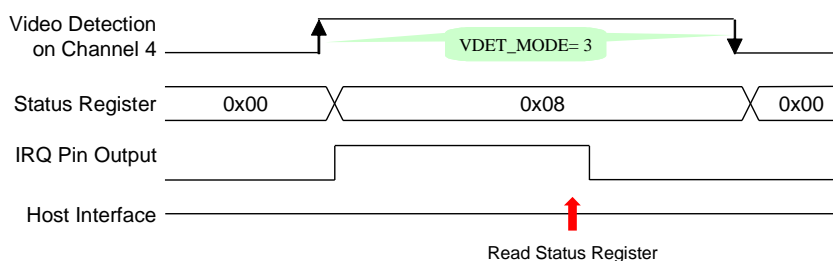 Video Detection
on Channel 4
VDET_MODE= 3
Status Register
0x00
0x08
0x00
IRQ Pin Output
Host Interface
Read Status Register